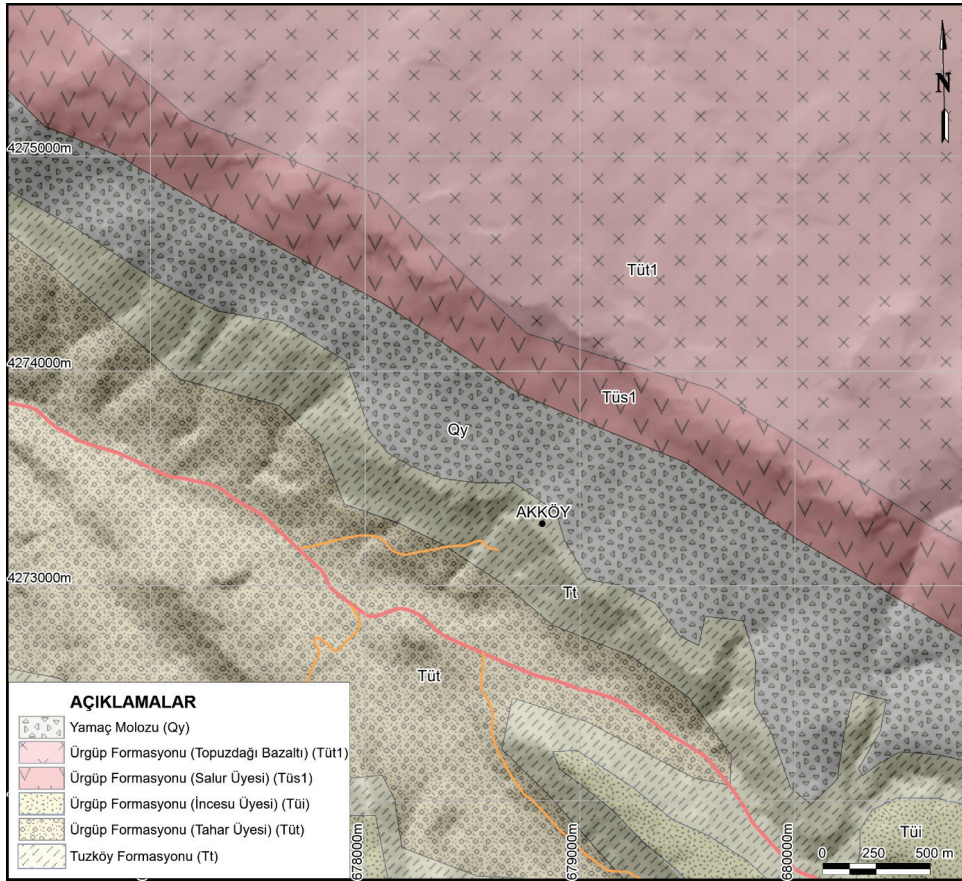 N
4275000m
Tüt1
4274000m
Tüs1
Qy
AKKÖY
4273000m
Tt
Tüt
AÇIKLAMALAR
Yamaç Molozu (Qy)
Ürgüp Formasyonu (Topuzdağı Bazaltı) (Tüt1)
Ürgüp Formasyonu (Salur Üyesi) (Tüs1)
Ürgüp Formasyonu (İncesu Üyesi) (Tüi)
Ürgüp Formasyonu (Tahar Üyesi) (Tüt)
Tuzköy Formasyonu (Tt)
678000m
679000m
680000m
Tüi
0 250 500 m